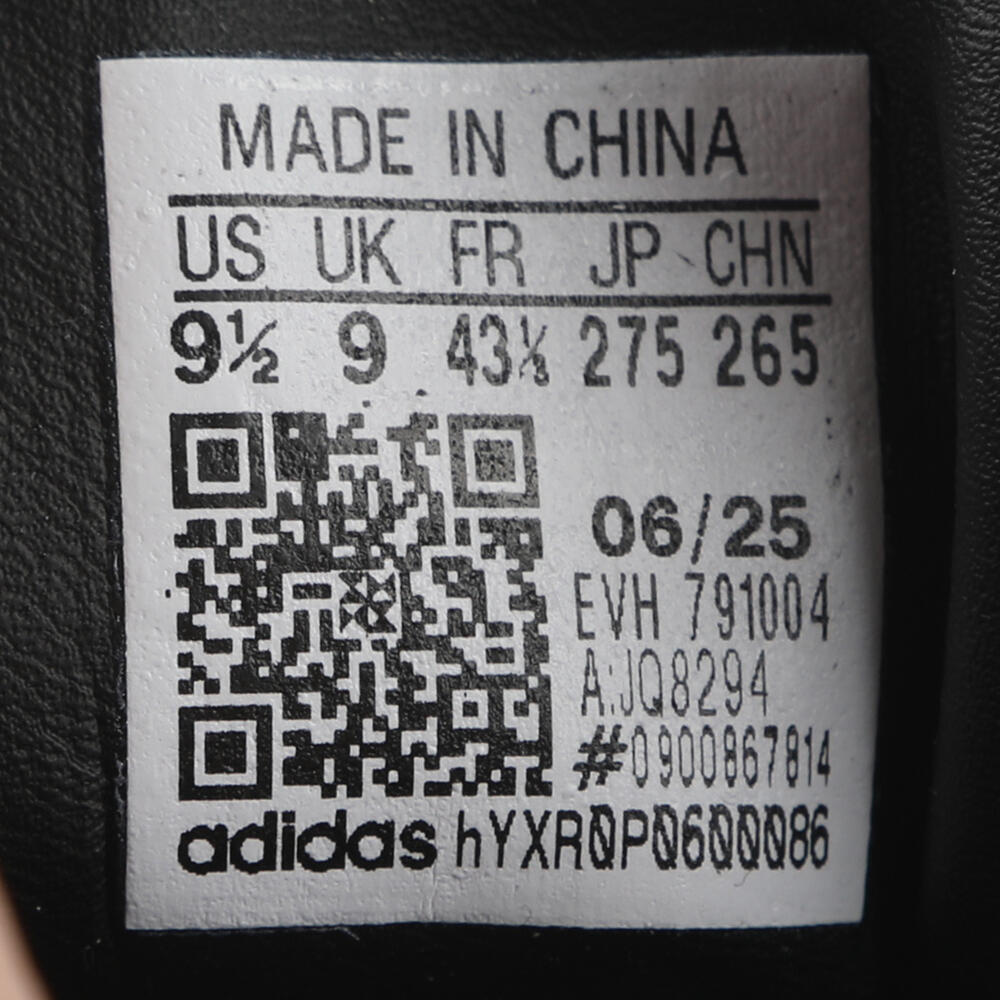 MADE IN CHINA
US UK FR JP CHN
9½ 9 43⅓ 275 265
06/25
EVH 791004
A:JQ8294
#0900867814
adidas hYXR0P0600086